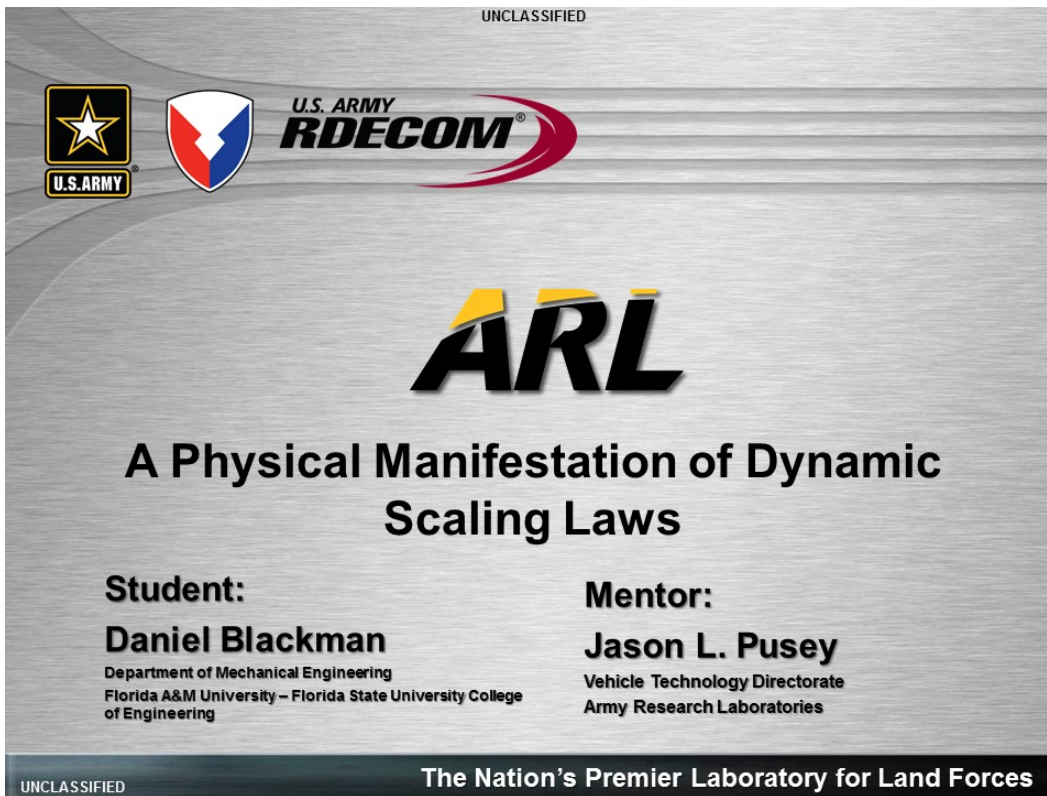 UNCLASSIFIED
U.S.ARMY
U.S. ARMY
RDECOM®
ARL
A Physical Manifestation of Dynamic
Scaling Laws
Student:
Daniel Blackman
Department of Mechanical Engineering
Florida A&M University – Florida State University College
of Engineering
Mentor:
Jason L. Pusey
Vehicle Technology Directorate
Army Research Laboratories
UNCLASSIFIED
The Nation's Premier Laboratory for Land Forces